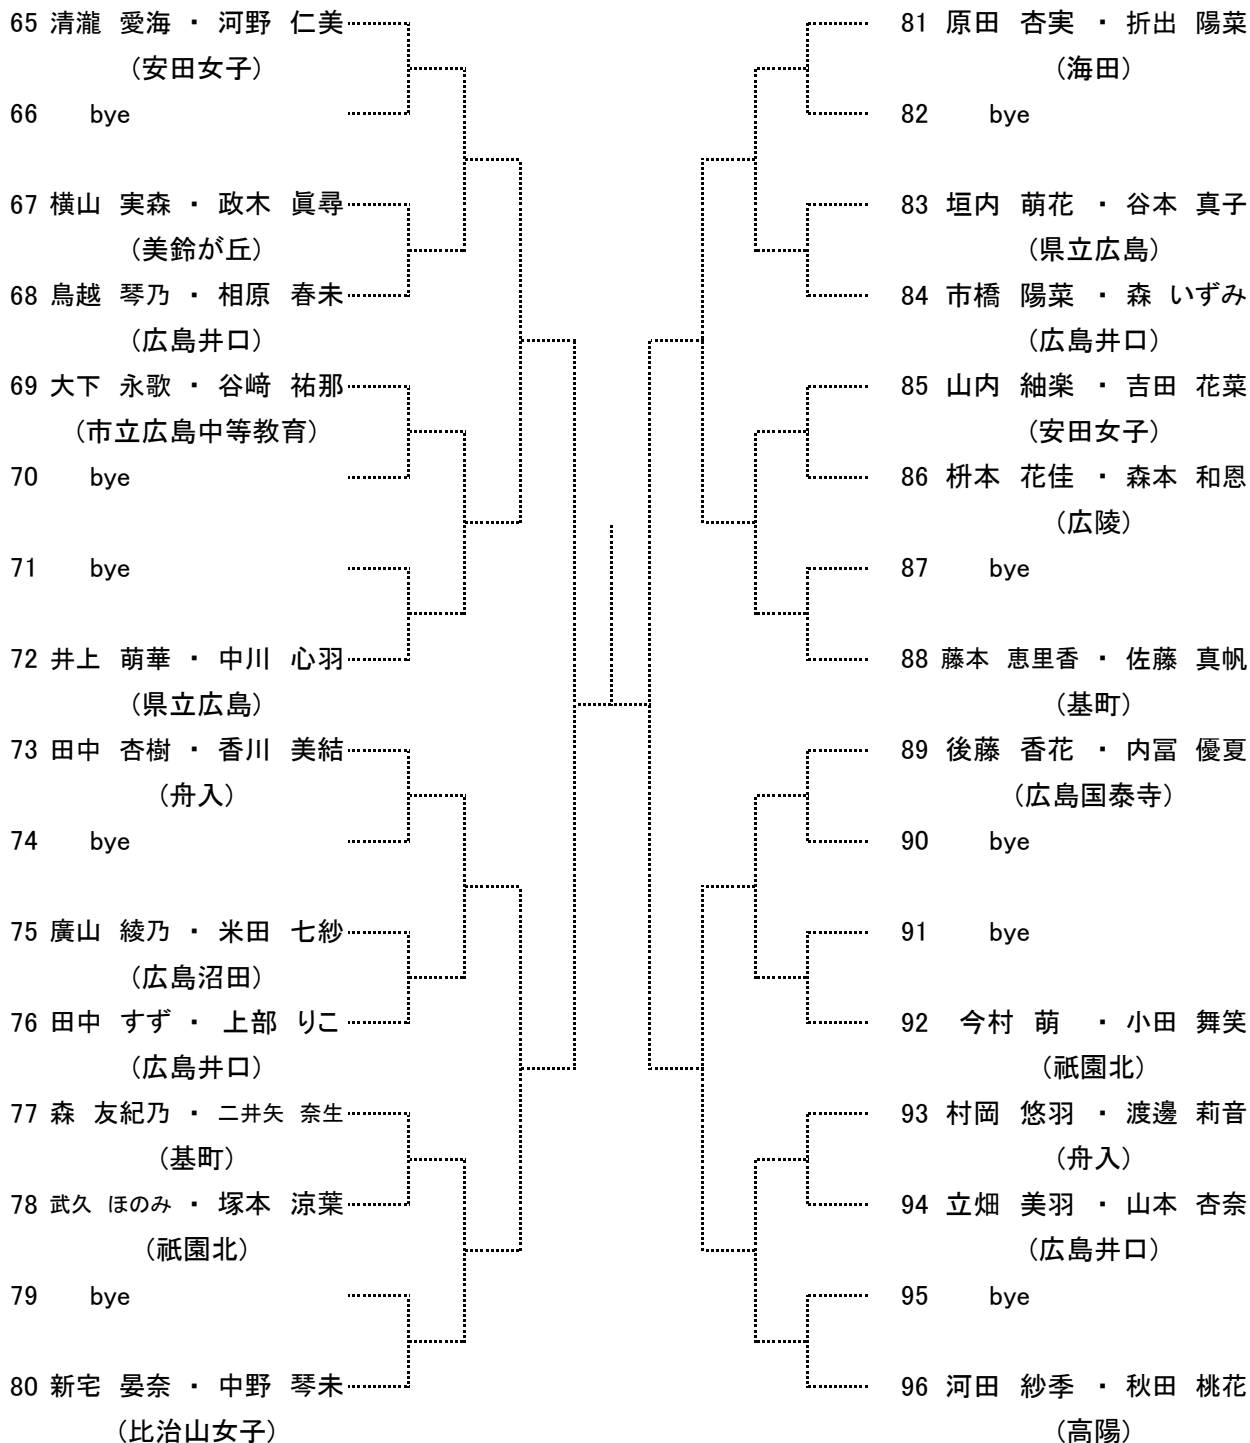 65 清瀧 愛海 ・ 河野 仁美
(安田女子)
66 bye
67 横山 実森 ・ 政木 眞尋
(美鈴が丘)
68 鳥越 琴乃 ・ 相原 春未
(広島井口)
69 大下 永歌 ・ 谷﨑 祐那
(市立広島中等教育)
70 bye
71 bye
72 井上 萌華 ・ 中川 心羽
(県立広島)
73 田中 杏樹 ・ 香川 美結
(舟入)
74 bye
75 廣山 綾乃 ・ 米田 七紗
(広島沼田)
76 田中 すず ・ 上部 りこ
(広島井口)
77 森 友紀乃 ・ 二井矢 奈生
(基町)
78 武久 ほのみ ・ 塚本 涼葉
(祇園北)
79 bye
80 新宅 晏奈 ・ 中野 琴未
(比治山女子)
81 原田 杏実 ・ 折出 陽菜
(海田)
82 bye
83 垣内 萌花 ・ 谷本 真子
(県立広島)
84 市橋 陽菜 ・ 森 いずみ
(広島井口)
85 山内 紬楽 ・ 吉田 花菜
(安田女子)
86 枡本 花佳 ・ 森本 和恩
(広陵)
87 bye
88 藤本 恵里香 ・ 佐藤 真帆
(基町)
89 後藤 香花 ・ 内冨 優夏
(広島国泰寺)
90 bye
91 bye
92 今村 萌 ・ 小田 舞笑
(祇園北)
93 村岡 悠羽 ・ 渡邊 莉音
(舟入)
94 立畑 美羽 ・ 山本 杏奈
(広島井口)
95 bye
96 河田 紗季 ・ 秋田 桃花
(高陽)